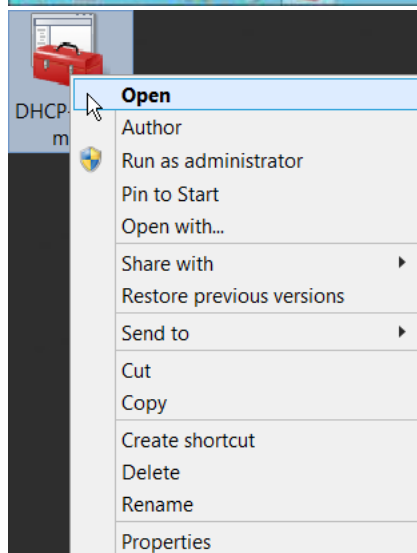 DHCP-
m
Open
Author
Run as administrator
Pin to Start
Open with...
Share with
Restore previous versions
Send to
Cut
Copy
Create shortcut
Delete
Rename
Properties